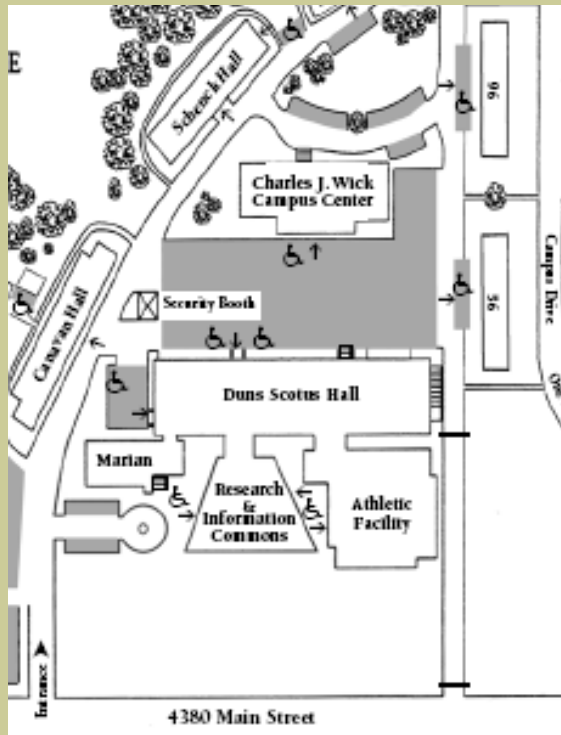 E
Schenck Hall
96
Charles J. Wick
Campus Center
Campus Drive
Security Booth
56
Canavan Hall
Duns Scotus Hall
Marian
Research
&
Information
Commons
Athletic
Facility
Entrance
4380 Main Street